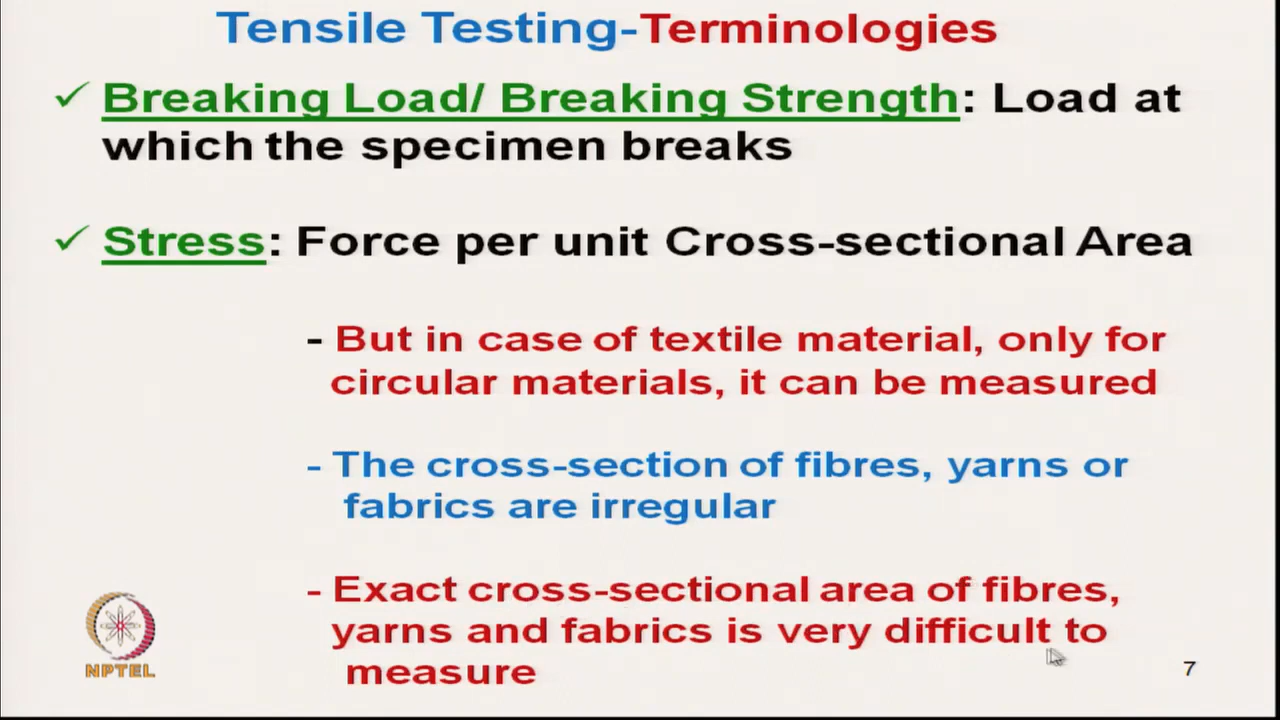 Tensile Testing-Terminologies
✓ Breaking Load/ Breaking Strength: Load at
which the specimen breaks
✓ Stress: Force per unit Cross-sectional Area
- But in case of textile material, only for
circular materials, it can be measured
- The cross-section of fibres, yarns or
fabrics are irregular
- Exact cross-sectional area of fibres,
yarns and fabrics is very difficult to
measure
NPTEL
7